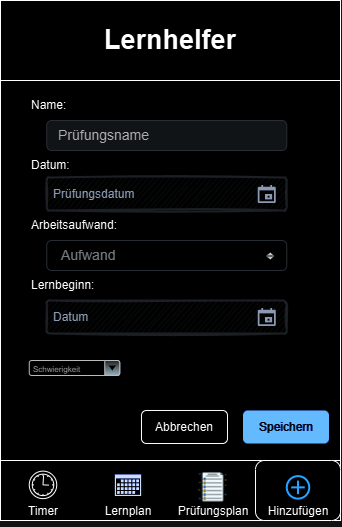 Lernhelfer
Name:
Prüfungsname
Datum:
Prüfungsdatum
Arbeitsaufwand:
Aufwand
Lernbeginn:
Datum
Schwierigkeit
Abbrechen Speichern
Timer Lernplan Prüfungsplan Hinzufügen